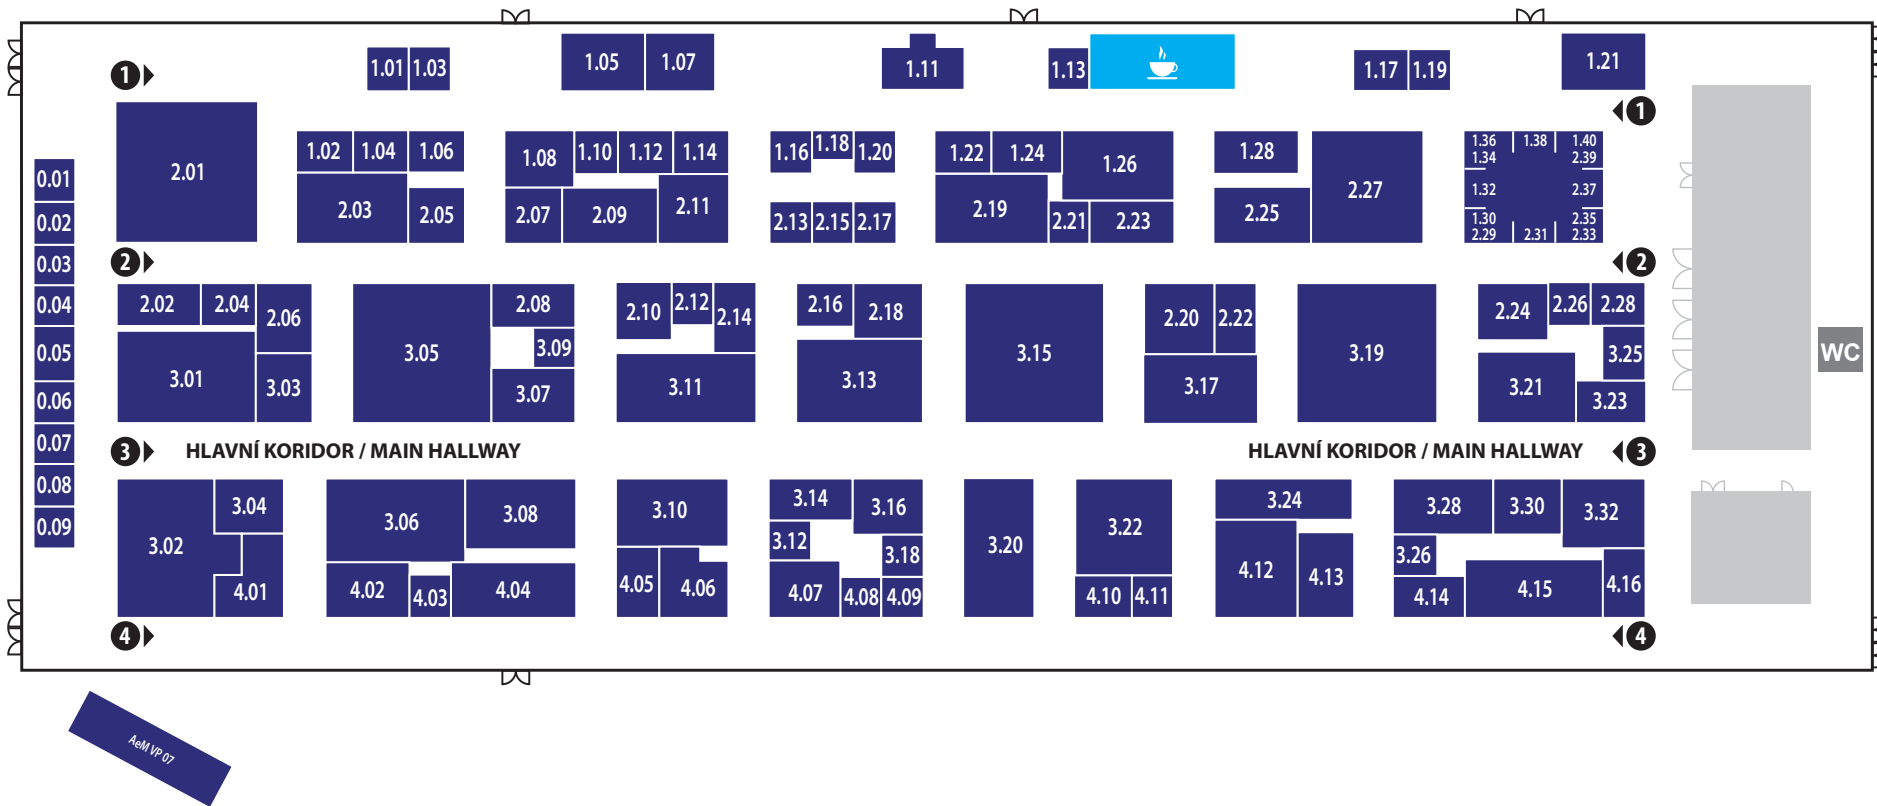 1.01 1.03 1.05 1.07 1.11 1.13 1.17 1.19 1.21
1 1
1.02 1.04 1.06 1.08 1.10 1.12 1.14 1.16 1.18 1.20 1.22 1.24 1.26 1.28 1.36 1.38 1.40
1.34 2.39
2.01 1.32 2.37
2.03 2.05 2.07 2.09 2.11 2.13 2.15 2.17 2.19 2.21 2.23 2.25 2.27 1.30 2.35
2.29 2.31 2.33
0.01
0.02
0.03
0.04
0.05
0.06
0.07
0.08
0.09
2 2
2.02 2.04 2.06 2.08 2.10 2.12 2.14 2.16 2.18 2.20 2.22 2.24 2.26 2.28
3.01 3.03 3.05 3.09 3.07 3.11 3.13 3.15 3.17 3.19 3.21 3.25 3.23
WC
3 HLAVNÍ KORIDOR / MAIN HALLWAY HLAVNÍ KORIDOR / MAIN HALLWAY 3
3.02 3.04 3.06 3.08 3.10 3.14 3.16 3.12 3.18 3.20 3.22 3.24 3.28 3.30 3.32 3.26
4.01 4.02 4.03 4.04 4.05 4.06 4.07 4.08 4.09 4.10 4.11 4.12 4.13 4.14 4.15 4.16
4 4
AeM VP 07